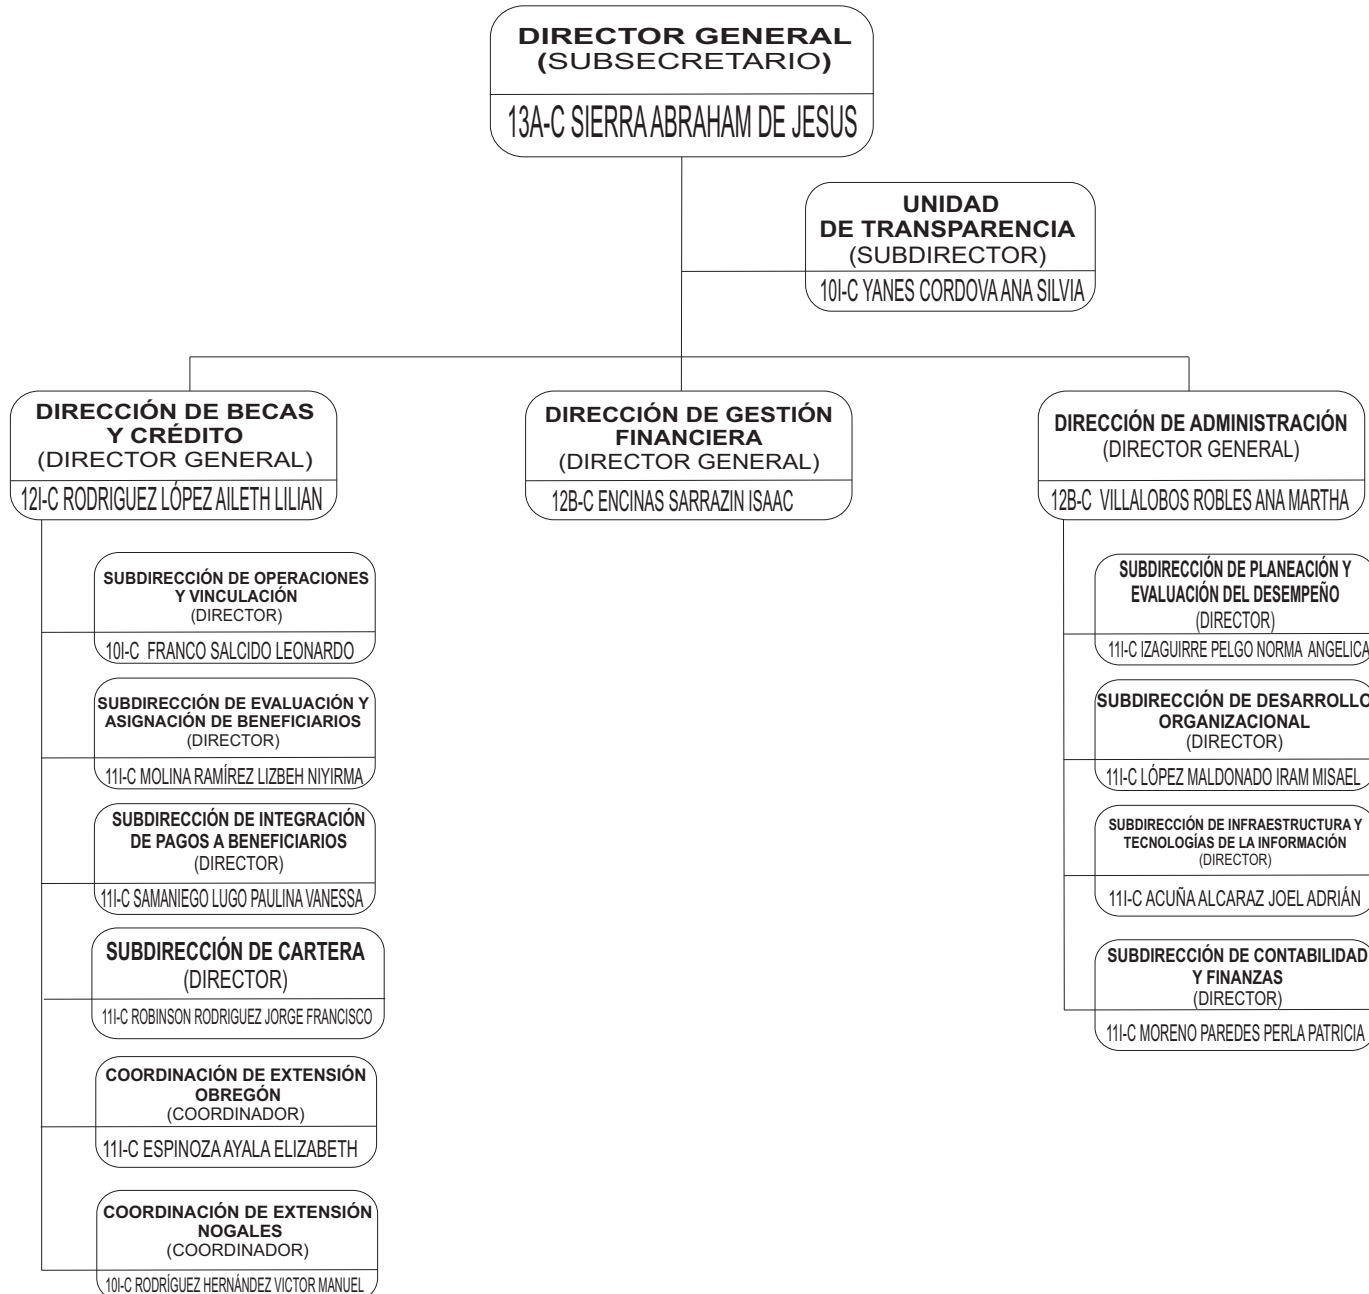 DIRECTOR GENERAL
(SUBSECRETARIO)
13A-C SIERRA ABRAHAM DE JESUS
UNIDAD
DE TRANSPARENCIA
(SUBDIRECTOR)
10I-C YANES CORDOVA ANA SILVIA
DIRECCIÓN DE BECAS
Y CRÉDITO
(DIRECTOR GENERAL)
12I-C RODRIGUEZ LÓPEZ AILETH LILIAN
SUBDIRECCIÓN DE OPERACIONES
Y VINCULACIÓN
(DIRECTOR)
10I-C FRANCO SALCIDO LEONARDO
SUBDIRECCIÓN DE EVALUACIÓN Y
ASIGNACIÓN DE BENEFICIARIOS
(DIRECTOR)
11I-C MOLINA RAMÍREZ LIZBEH NIYIRMA
SUBDIRECCIÓN DE INTEGRACIÓN
DE PAGOS A BENEFICIARIOS
(DIRECTOR)
11I-C SAMANIEGO LUGO PAULINA VANESSA
SUBDIRECCIÓN DE CARTERA
(DIRECTOR)
11I-C ROBINSON RODRIGUEZ JORGE FRANCISCO
COORDINACIÓN DE EXTENSIÓN
OBREGÓN
(COORDINADOR)
11I-C ESPINOZA AYALA ELIZABETH
COORDINACIÓN DE EXTENSIÓN
NOGALES
(COORDINADOR)
10I-C RODRÍGUEZ HERNÁNDEZ VICTOR MANUEL
DIRECCIÓN DE GESTIÓN
FINANCIERA
(DIRECTOR GENERAL)
12B-C ENCINAS SARRAZIN ISAAC
DIRECCIÓN DE ADMINISTRACIÓN
(DIRECTOR GENERAL)
12B-C VILLALOBOS ROBLES ANA MARTHA
SUBDIRECCIÓN DE PLANEACIÓN Y
EVALUACIÓN DEL DESEMPEÑO
(DIRECTOR)
11I-C IZAGUIRRE PELGO NORMA ANGELICA
SUBDIRECCIÓN DE DESARROLLO
ORGANIZACIONAL
(DIRECTOR)
11I-C LÓPEZ MALDONADO IRAM MISAEL
SUBDIRECCIÓN DE INFRAESTRUCTURA Y
TECNOLOGÍAS DE LA INFORMACIÓN
(DIRECTOR)
11I-C ACUÑA ALCARAZ JOEL ADRIÁN
SUBDIRECCIÓN DE CONTABILIDAD
Y FINANZAS
(DIRECTOR)
11I-C MORENO PAREDES PERLA PATRICIA